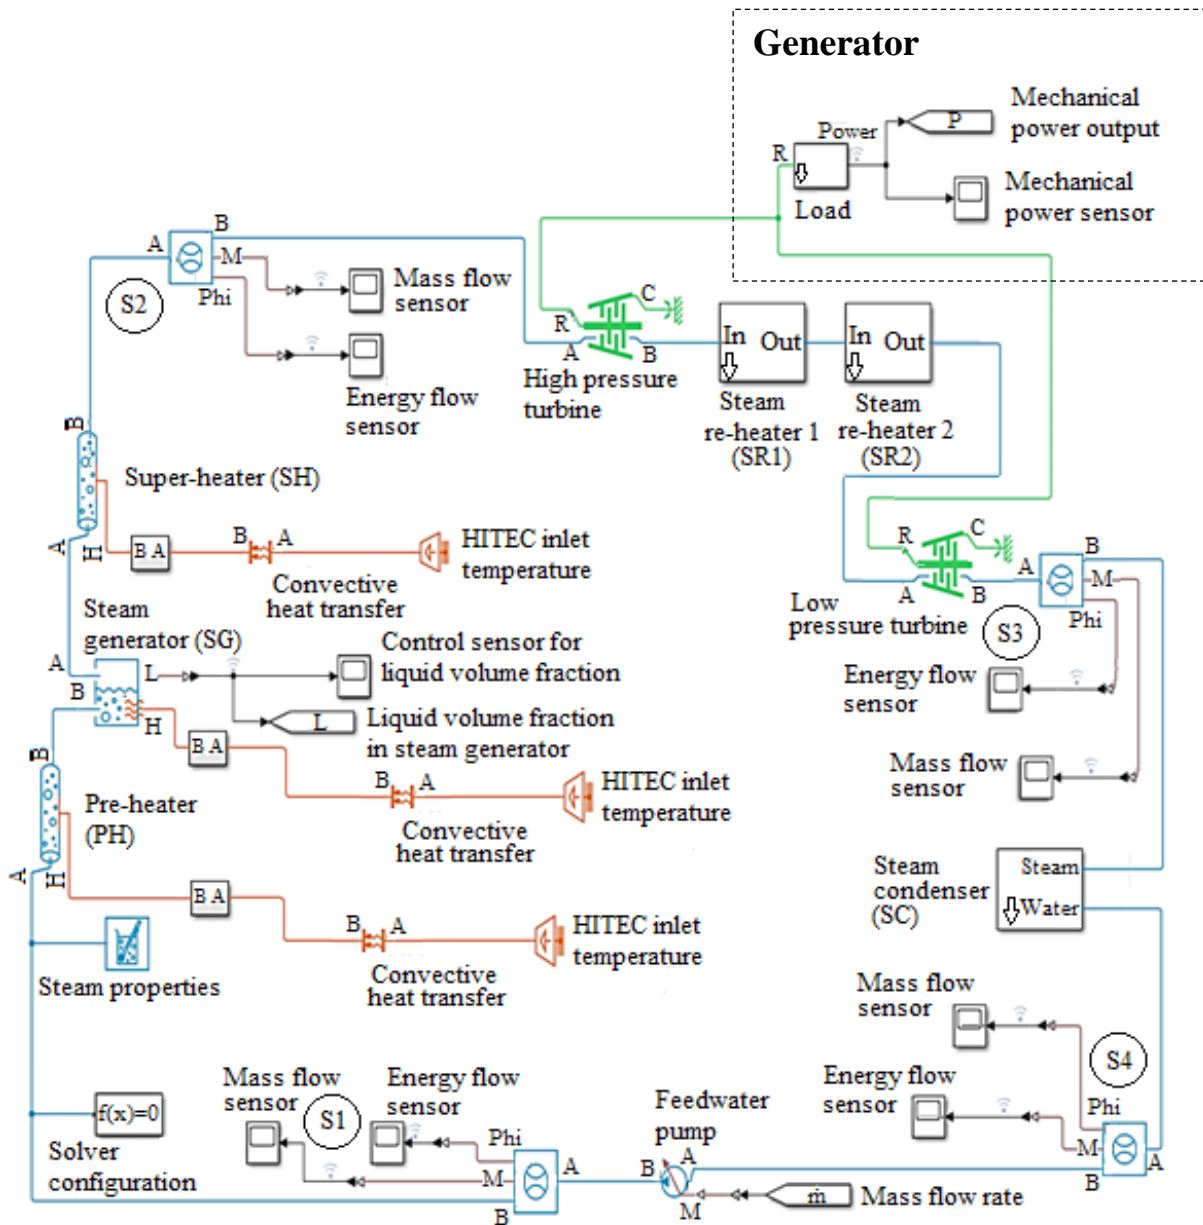 Generator
Mechanical
power output
Power
P
R
Load
Mechanical
power sensor
B
A
M
Phi
S2
Mass flow
sensor
Energy flow
sensor
C
R
A
B
High pressure
turbine
In
Out
Steam
re-heater 1
(SR1)
In
Out
Steam
re-heater 2
(SR2)
B
Super-heater (SH)
A
H
B A
B
A
Convective
heat transfer
HITEC inlet
temperature
R
C
A
B
Low
pressure turbine
A
B
M
Phi
S3
Energy flow
sensor
Mass flow
sensor
Steam
generator (SG)
A
B
L
H
Control sensor for
liquid volume fraction
L
Liquid volume fraction
in steam generator
B A
B
A
Convective
heat transfer
HITEC inlet
temperature
B
Pre-heater
(PH)
A
H
B A
B
A
Convective
heat transfer
HITEC inlet
temperature
Steam
condenser
(SC)
Steam
Water
Steam properties
Mass flow
sensor
S4
Energy flow
sensor
Phi
M
A
B
f(x)=0
Solver
configuration
Mass flow
sensor
S1
Energy flow
sensor
Phi
M
A
B
Feedwater
pump
B
A
M
ṁ
Mass flow rate